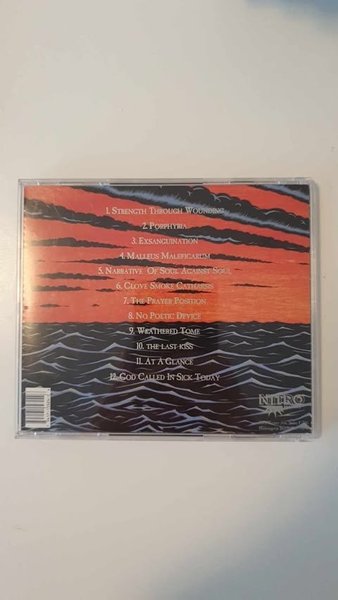 1. Strength Through Wounding
2. Porphyria
3. Exsanguination
4. Malleus Maleficarum
5. Narrative Of Soul Against Soul
6. Clove Smoke Catharsis
7. The Prayer Position
8. No Poetic Device
9. Weathered Tome
10. the last kiss
11. At A Glance
12. God Called In Sick Today
NITRO